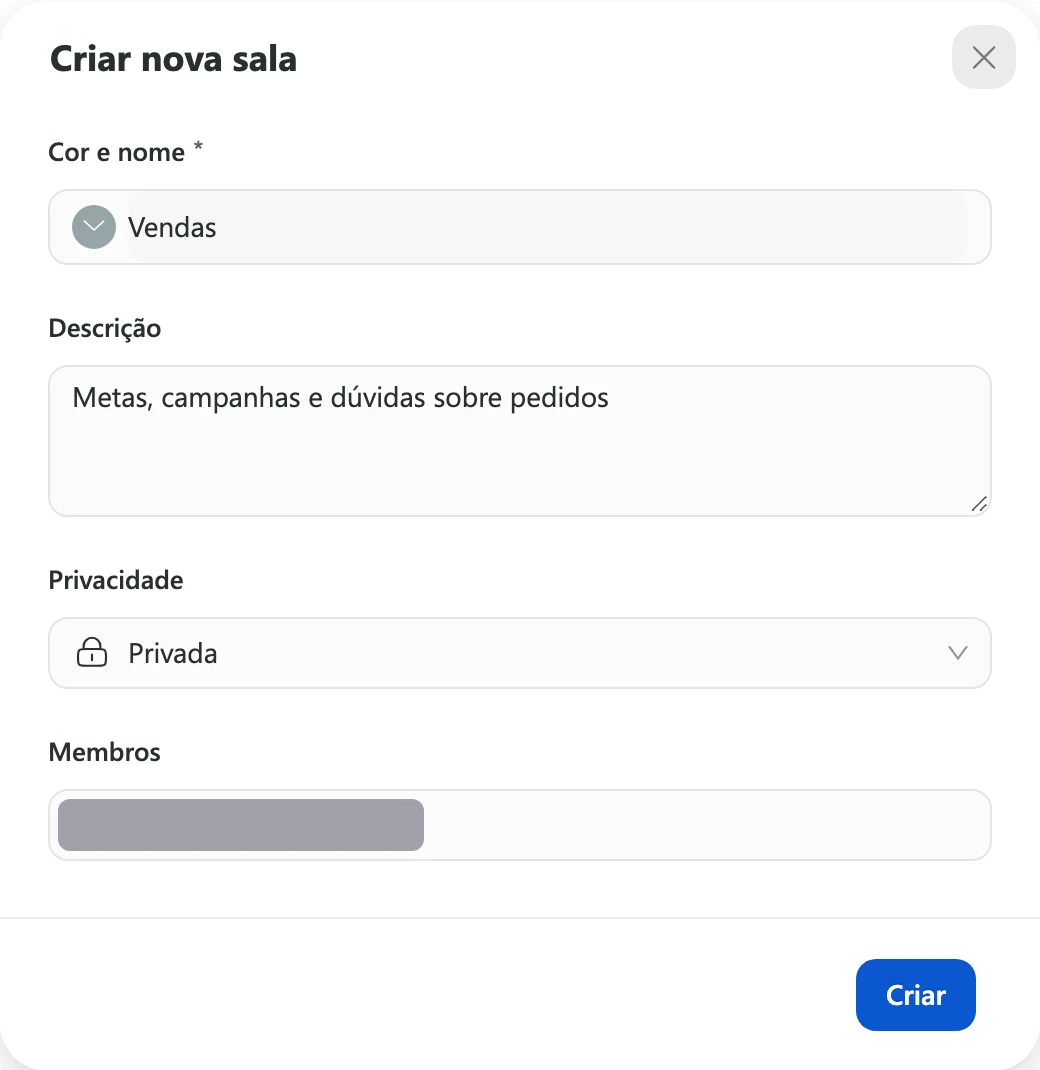 Criar nova sala
Cor e nome *
Vendas
Descrição
Metas, campanhas e dúvidas sobre pedidos
Privacidade
Privada
Membros
Criar